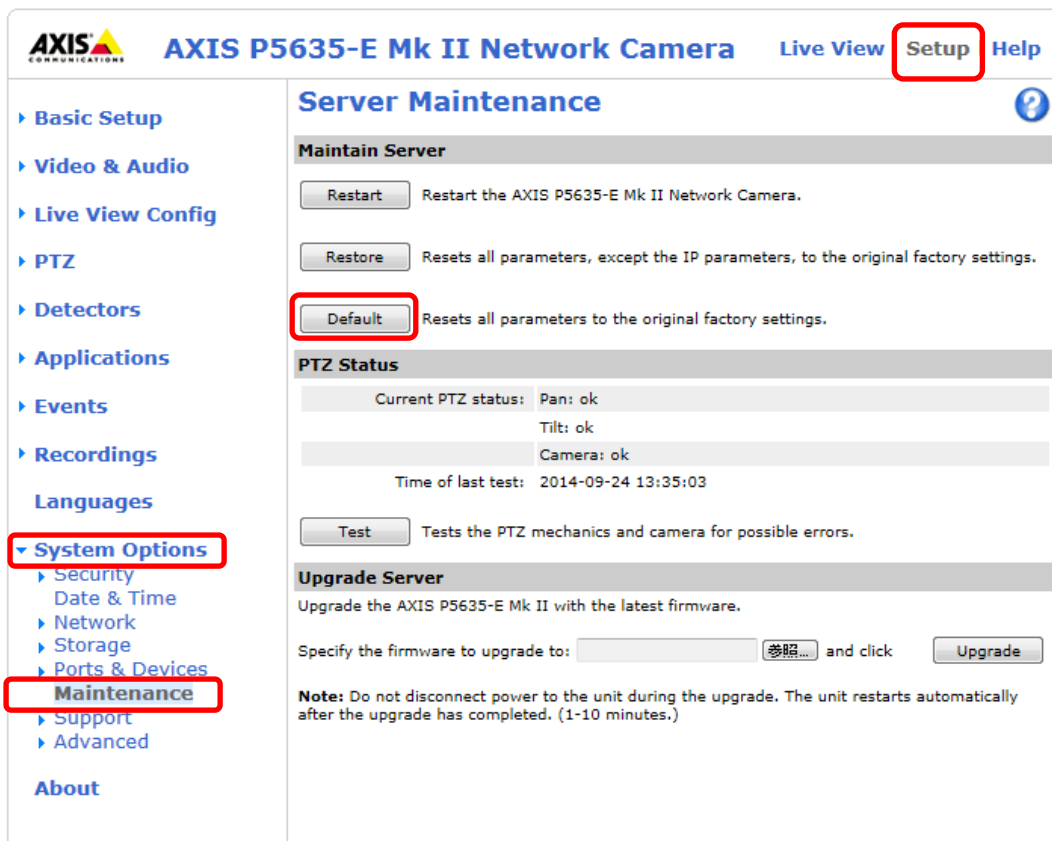 AXIS
COMMUNICATIONS
AXIS P5635-E Mk II Network Camera
Live View
Setup
Help
Basic Setup
Video & Audio
Live View Config
PTZ
Detectors
Applications
Events
Recordings
Languages
System Options
Security
Date & Time
Network
Storage
Ports & Devices
Maintenance
Support
Advanced
About
Server Maintenance
?
Maintain Server
Restart Restart the AXIS P5635-E Mk II Network Camera.
Restore Resets all parameters, except the IP parameters, to the original factory settings.
Default Resets all parameters to the original factory settings.
PTZ Status
Current PTZ status: Pan: ok
Tilt: ok
Camera: ok
Time of last test: 2014-09-24 13:35:03
Test Tests the PTZ mechanics and camera for possible errors.
Upgrade Server
Upgrade the AXIS P5635-E Mk II with the latest firmware.
Specify the firmware to upgrade to: 参照... and click Upgrade
Note: Do not disconnect power to the unit during the upgrade. The unit restarts automatically
after the upgrade has completed. (1-10 minutes.)